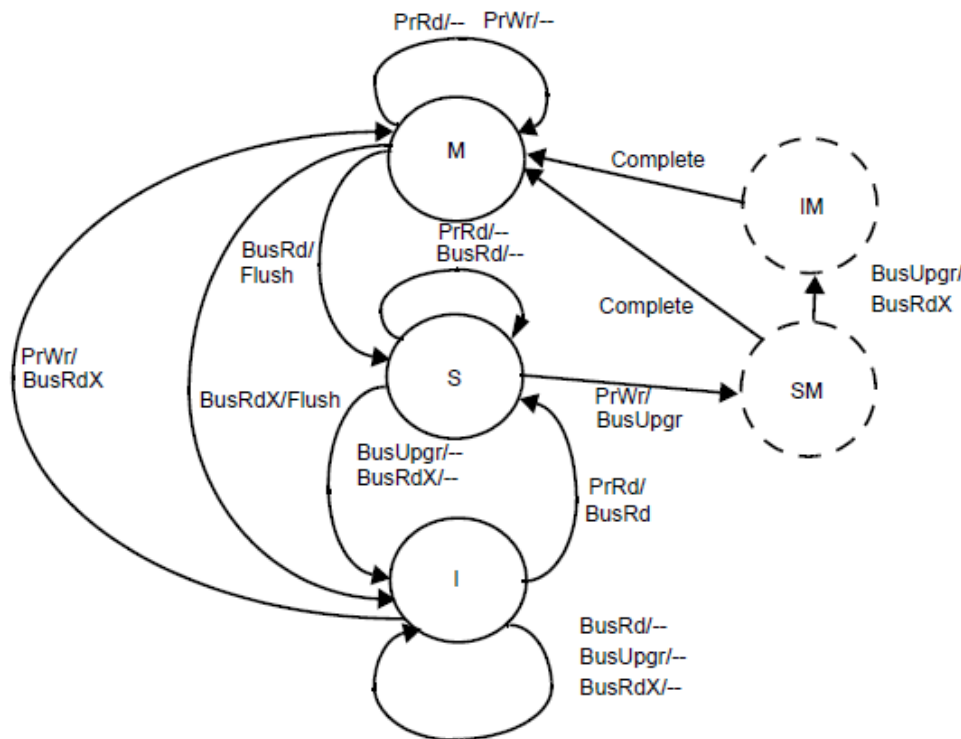 PrRd/-- PrWr/--
M
Complete
IM
PrRd/--
BusRd/--
BusRd/
Flush
BusUpgr/
BusRdX
Complete
PrWr/
BusRdX
S
SM
BusRdX/Flush
PrWr/
BusUpgr
BusUpgr/--
BusRdX/--
PrRd/
BusRd
I
BusRd/--
BusUpgr/--
BusRdX/--